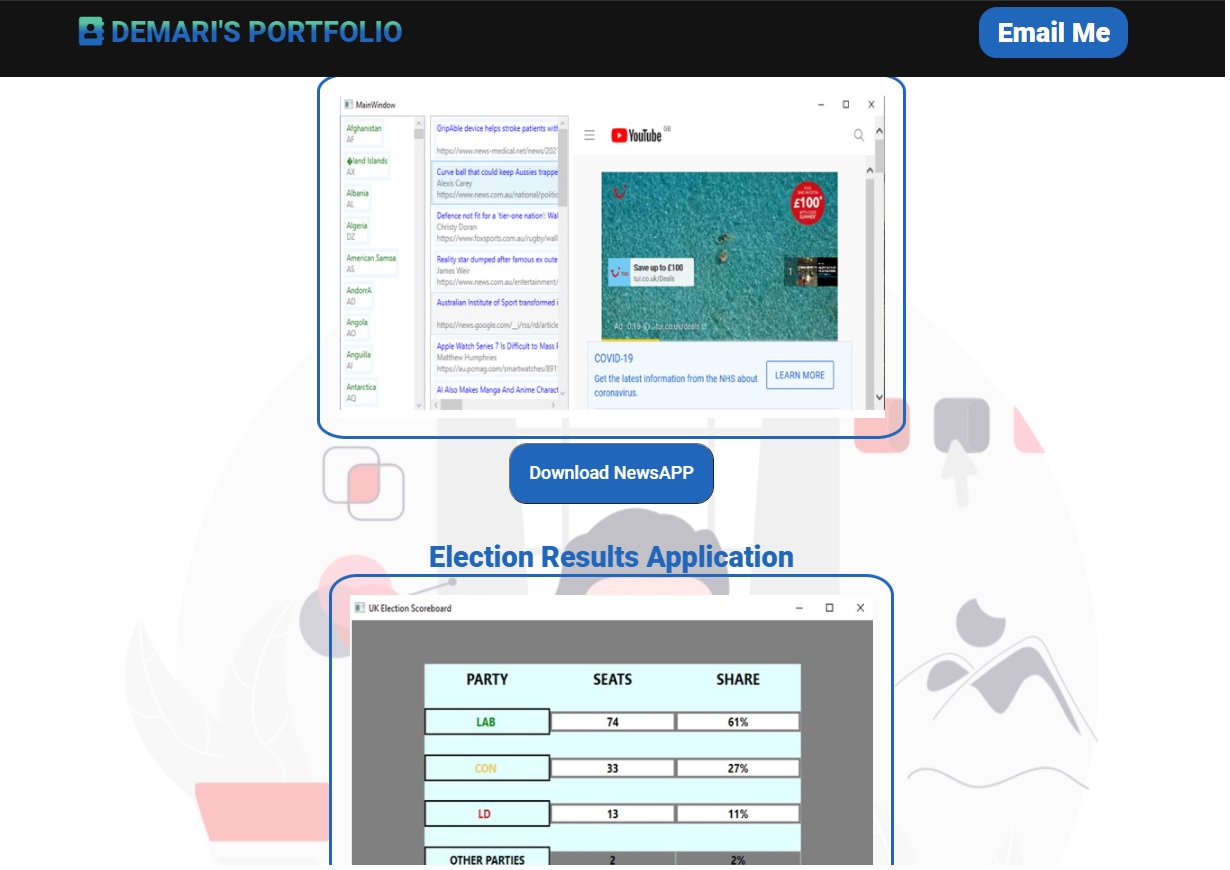 DEMARI'S PORTFOLIO
Email Me
MainWindow
Afghanistan
AF
�land Islands
AX
Albania
AL
Algeria
DZ
American Samoa
AS
AndorrA
AD
Angola
AO
Anguilla
AI
Antarctica
AQ
GripAble device helps stroke patients with
https://www.news-medical.net/news/202
Curve ball that could keep Aussies trappe
Alexis Carey
https://www.news.com.au/national/politic
Defence not fit for a 'tier-one nation': Wal
Christy Doran
https://www.foxsports.com.au/rugby/wall
Reality star dumped after famous ex oute
James Weir
https://www.news.com.au/entertainment/
Australian Institute of Sport transformed i
https://news.google.com/__i/rss/rd/article
Apple Watch Series 7 Is Difficult to Mass
Matthew Humphries
https://au.pcmag.com/smartwatches/891
AI Also Makes Manga And Anime Charact
YouTube GB
£100*
Save up to £100
tui.co.uk/Deals
1
Ad · 0:15 tui.co.uk/deals
COVID-19
Get the latest information from the NHS about
coronavirus.
LEARN MORE
Download NewsAPP
Election Results Application
UK Election Scoreboard
PARTY SEATS SHARE
LAB 74 61%
CON 33 27%
LD 13 11%
OTHER PARTIES 2 2%